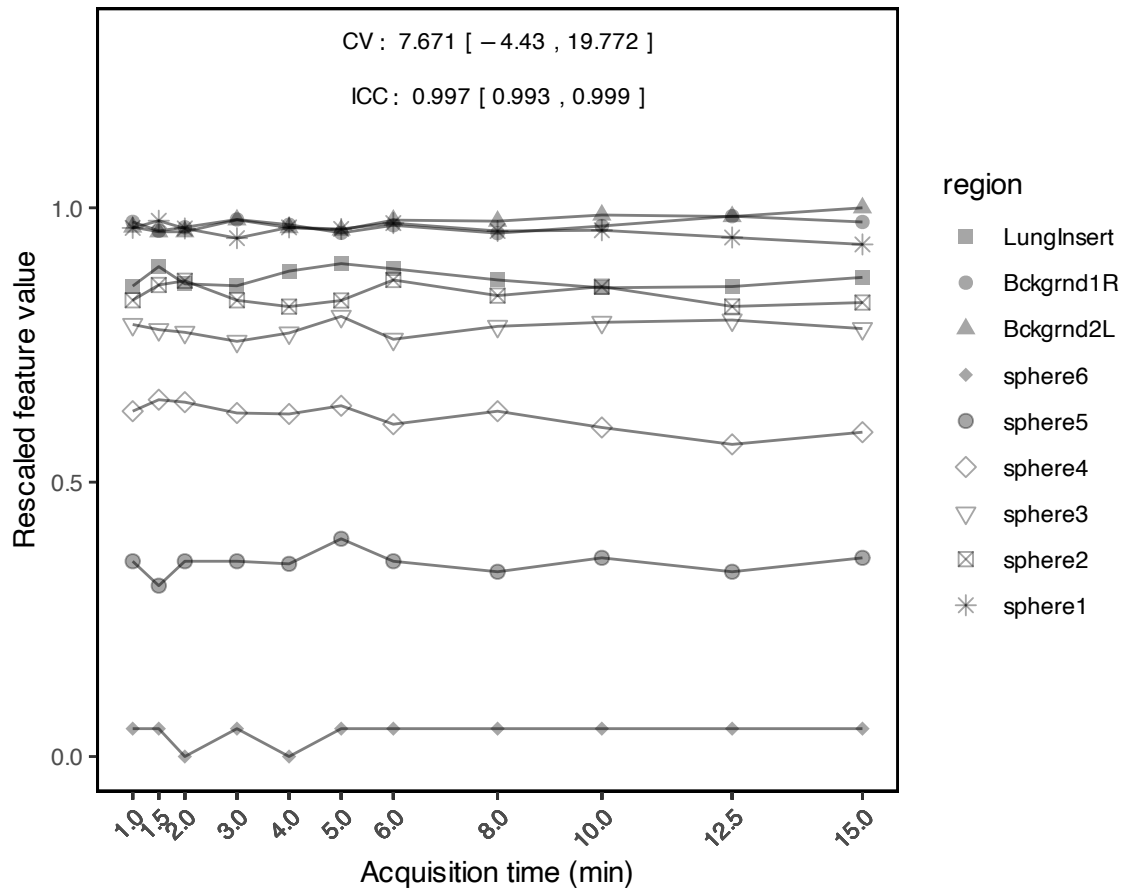 CV : 7.671 [ −4.43 , 19.772 ]
ICC : 0.997 [ 0.993 , 0.999 ]
Rescaled feature value
1.0
0.5
0.0
1.0
1.5
2.0
3.0
4.0
5.0
6.0
8.0
10.0
12.5
15.0
Acquisition time (min)
region
LungInsert
Bckgrnd1R
Bckgrnd2L
sphere6
sphere5
sphere4
sphere3
sphere2
sphere1